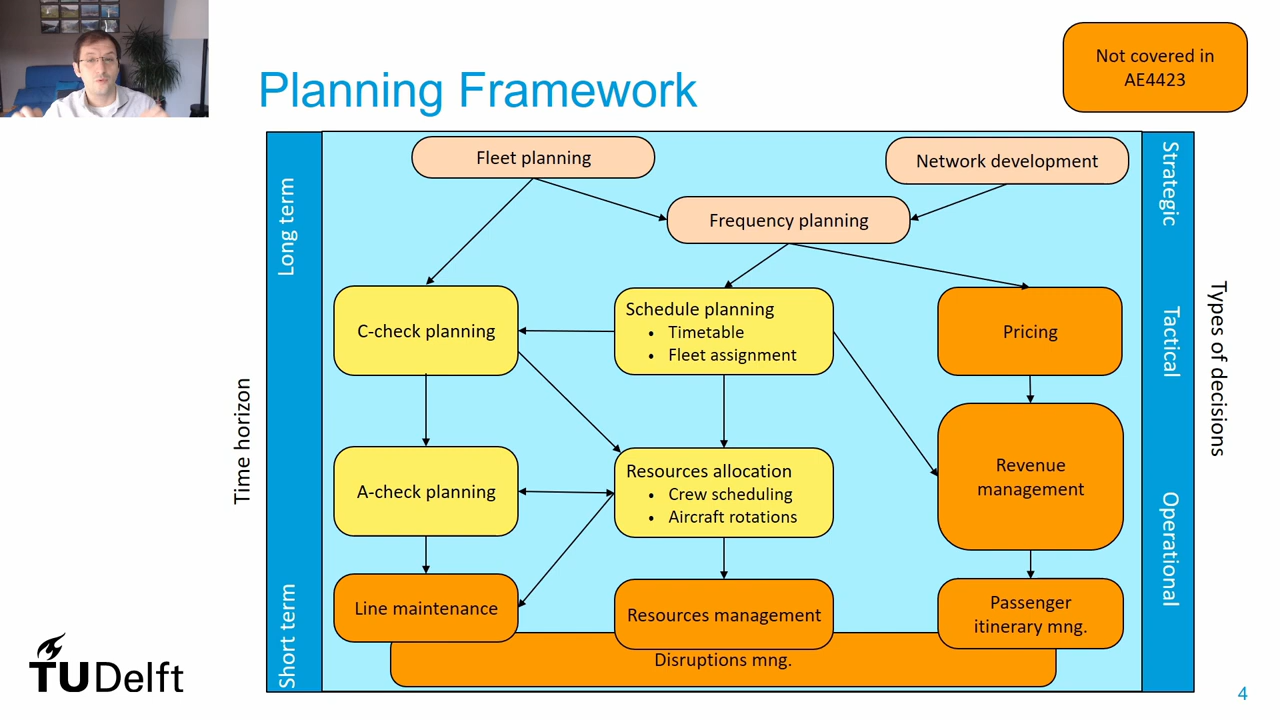 Not covered in
AE4423
Planning Framework
Fleet planning
Network development
Frequency planning
Long term
Strategic
C-check planning
Schedule planning
• Timetable
• Fleet assignment
Pricing
Tactical
Types of decisions
Time horizon
A-check planning
Resources allocation
• Crew scheduling
• Aircraft rotations
Revenue
management
Operational
Line maintenance
Resources management
Passenger
itinerary mng.
Short term
Disruptions mng.
TUDelft
4